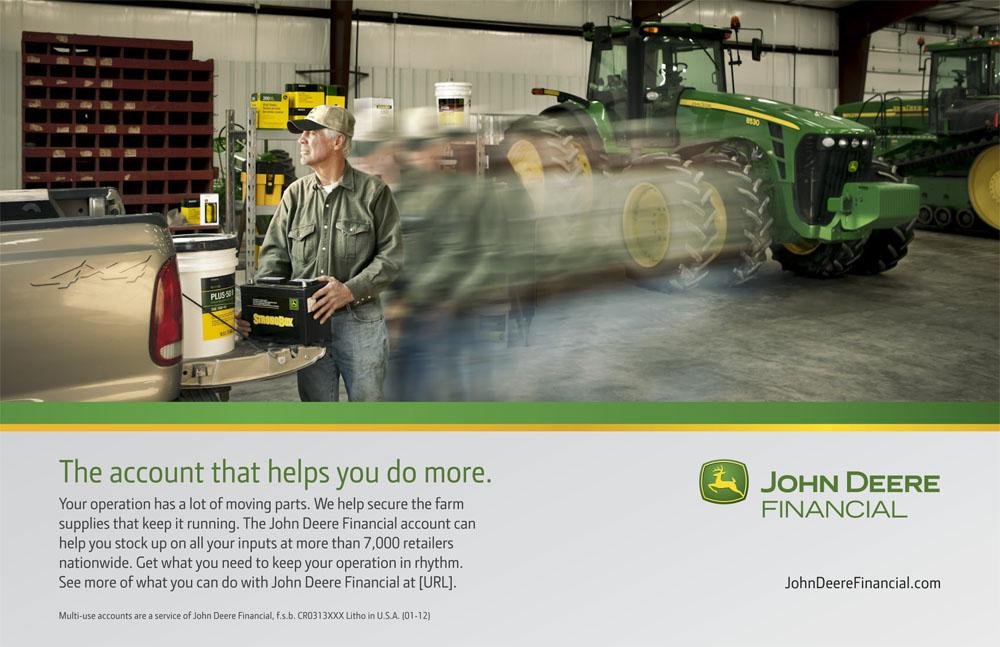 4x4
PLUS-50 II
STRONGBOX
8530
The account that helps you do more.
Your operation has a lot of moving parts. We help secure the farm
supplies that keep it running. The John Deere Financial account can
help you stock up on all your inputs at more than 7,000 retailers
nationwide. Get what you need to keep your operation in rhythm.
See more of what you can do with John Deere Financial at [URL].
Multi-use accounts are a service of John Deere Financial, f.s.b. CR0313XXX Litho in U.S.A. (01-12)
JOHN DEERE
FINANCIAL
JohnDeereFinancial.com